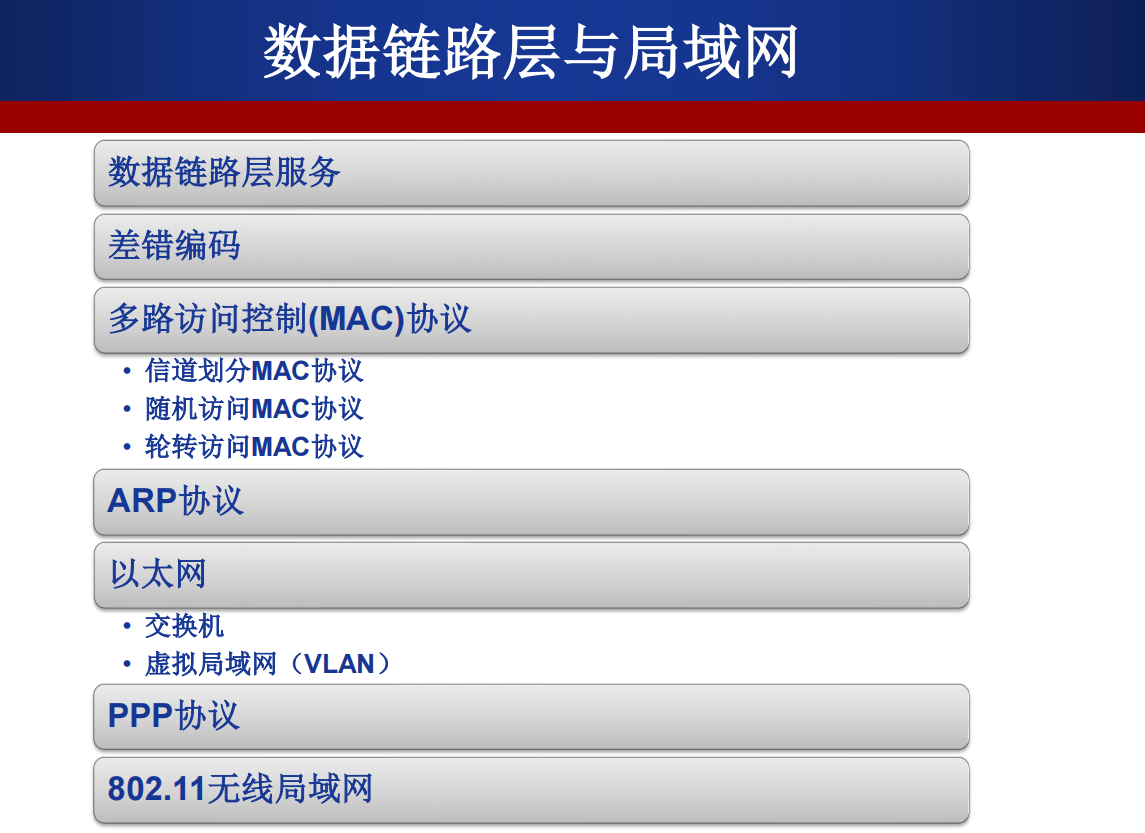 数据链路层与局域网
数据链路层服务
差错编码
多路访问控制(MAC)协议
• 信道划分MAC协议
• 随机访问MAC协议
• 轮转访问MAC协议
ARP协议
以太网
• 交换机
• 虚拟局域网（VLAN）
PPP协议
802.11无线局域网